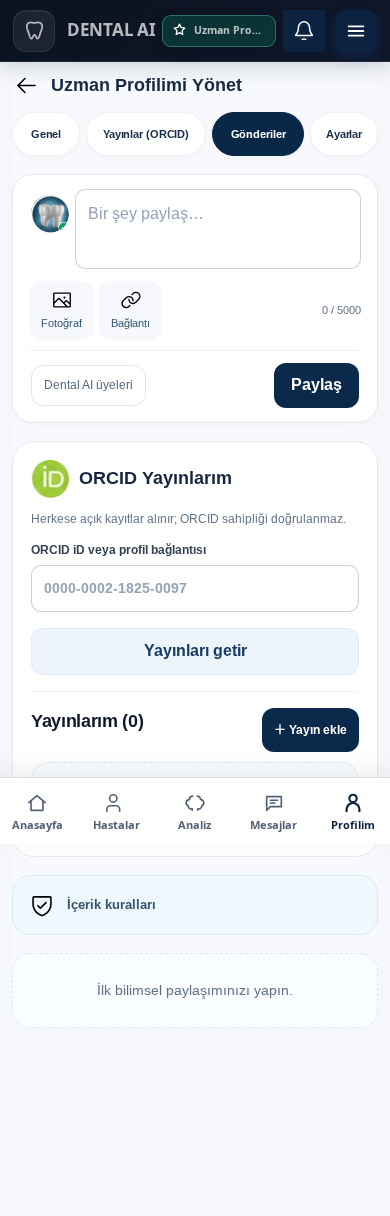 DENTAL AI
Uzman Pro...
Uzman Profilimi Yönet
Genel
Yayınlar (ORCID)
Gönderiler
Ayarlar
Bir şey paylaş…
Fotoğraf
Bağlantı
0 / 5000
Dental AI üyeleri
Paylaş
iD
ORCID Yayınlarım
Herkese açık kayıtlar alınır; ORCID sahipliği doğrulanmaz.
ORCID iD veya profil bağlantısı
0000-0002-1825-0097
Yayınları getir
Yayınlarım (0)
+ Yayın ekle
Anasayfa
Hastalar
Analiz
Mesajlar
Profilim
İçerik kuralları
İlk bilimsel paylaşımınızı yapın.